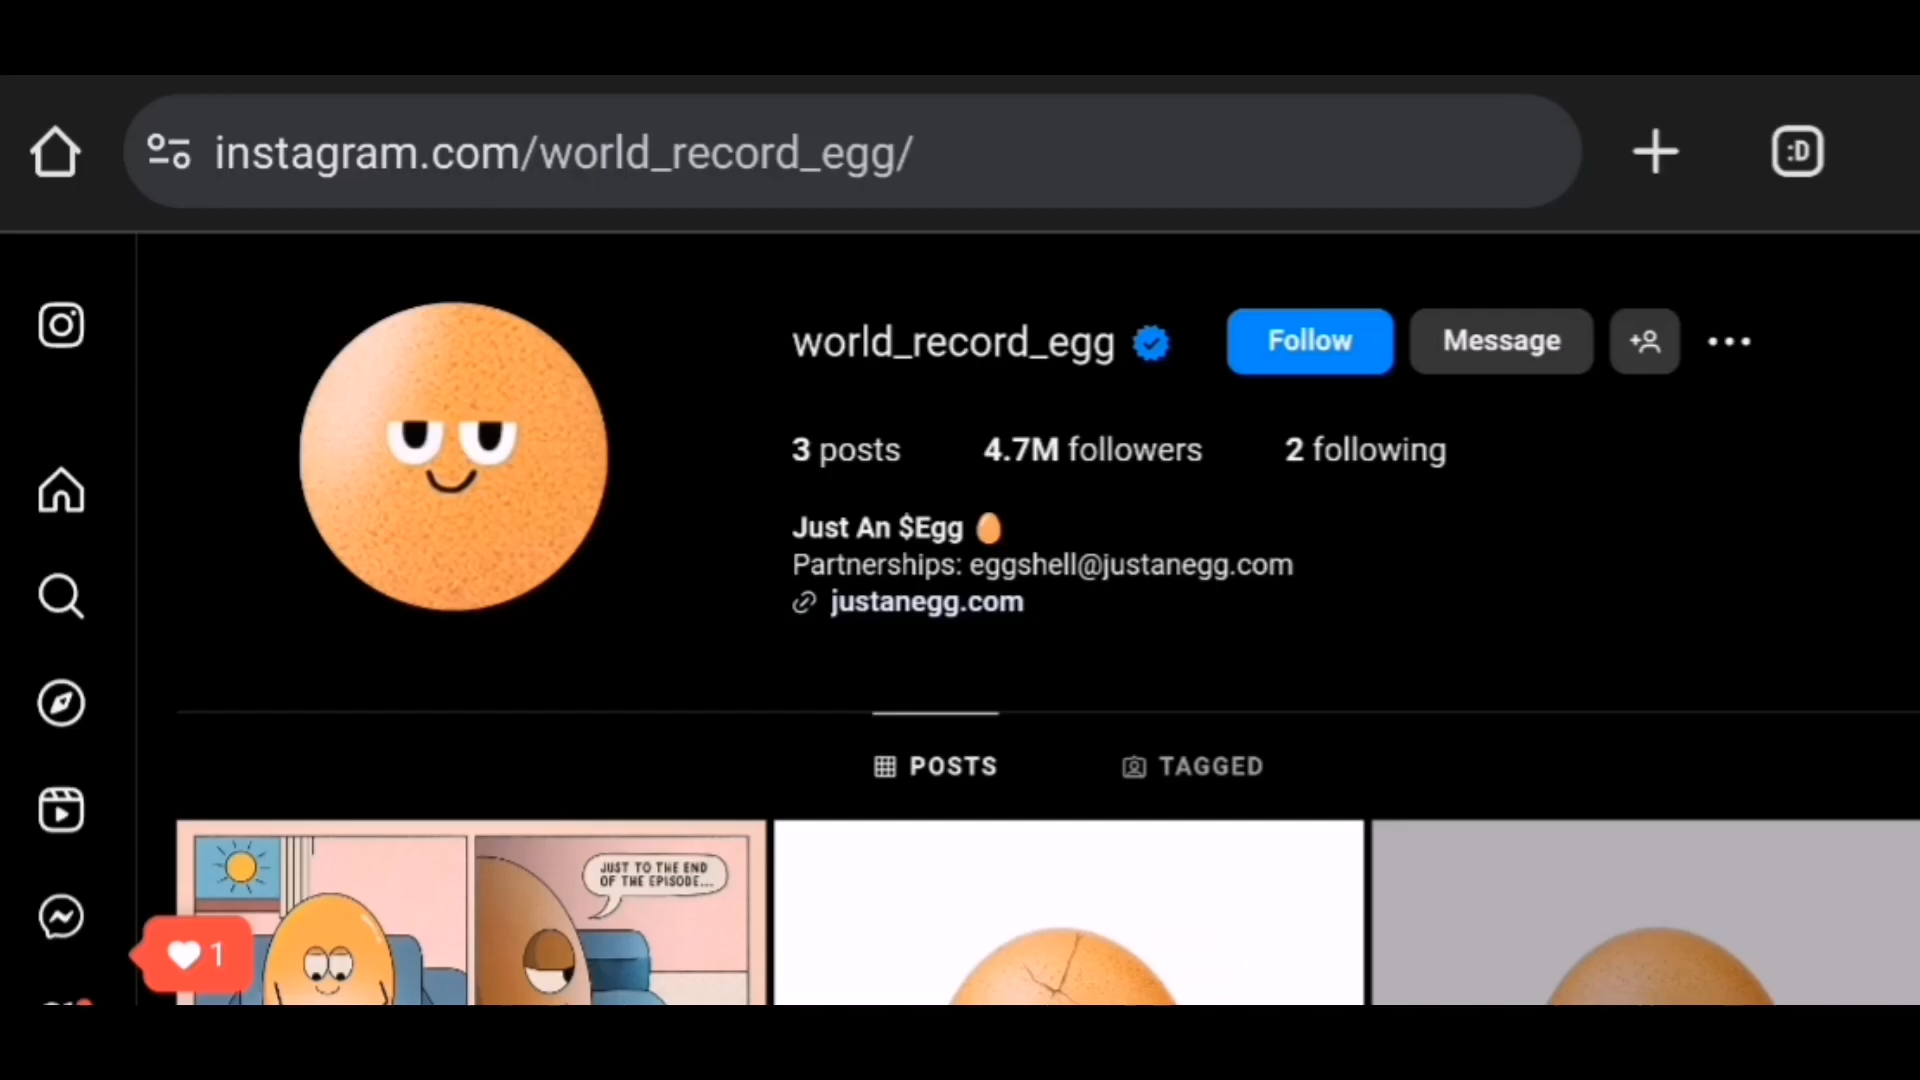 instagram.com/world_record_egg/
:D
world_record_egg
Follow
Message
3 posts
4.7M followers
2 following
Just An $Egg
Partnerships: eggshell@justanegg.com
justanegg.com
POSTS
TAGGED
JUST TO THE END
OF THE EPISODE...
1